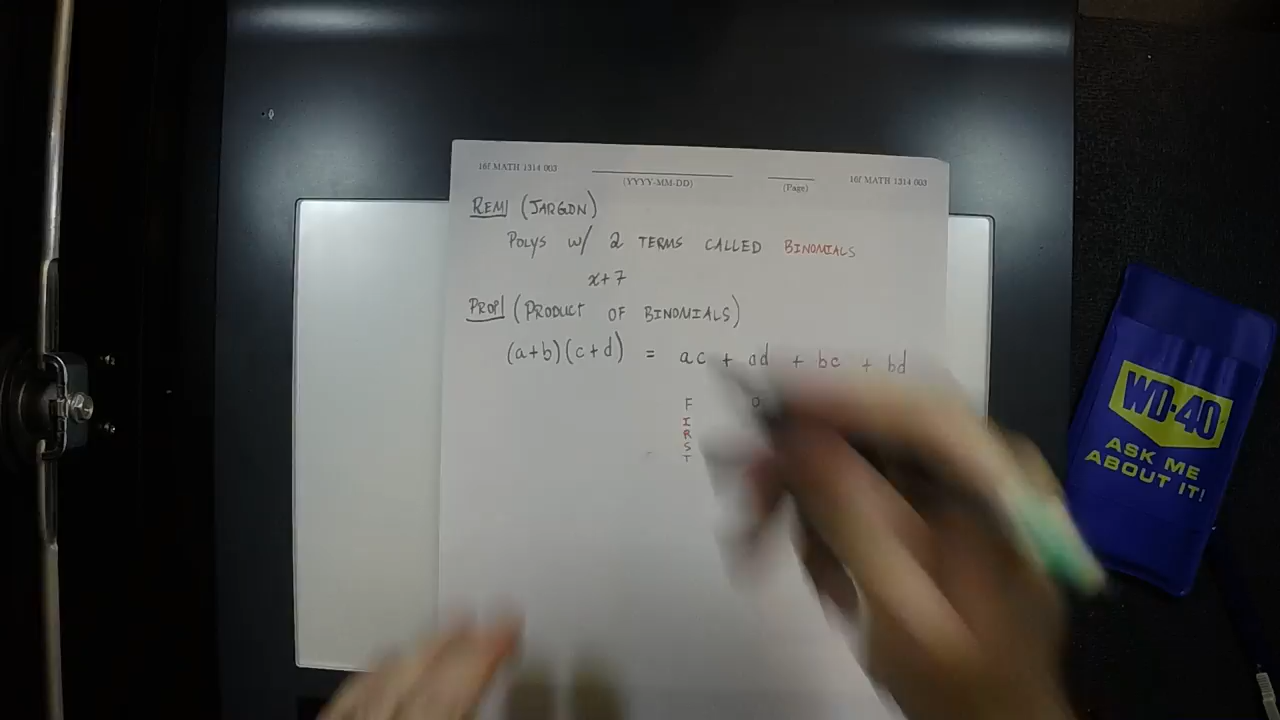 16f MATH 1314 003 (YYYY-MM-DD) (Page) 16f MATH 1314 003
REM (JARGON)
POLYS W/ 2 TERMS CALLED BINOMIALS
x+7
PROP (PRODUCT OF BINOMIALS)
(a+b)(c+d) = ac + ad + bc + bd
F O
I
R
S
T
WD-40
ASK ME
ABOUT IT!